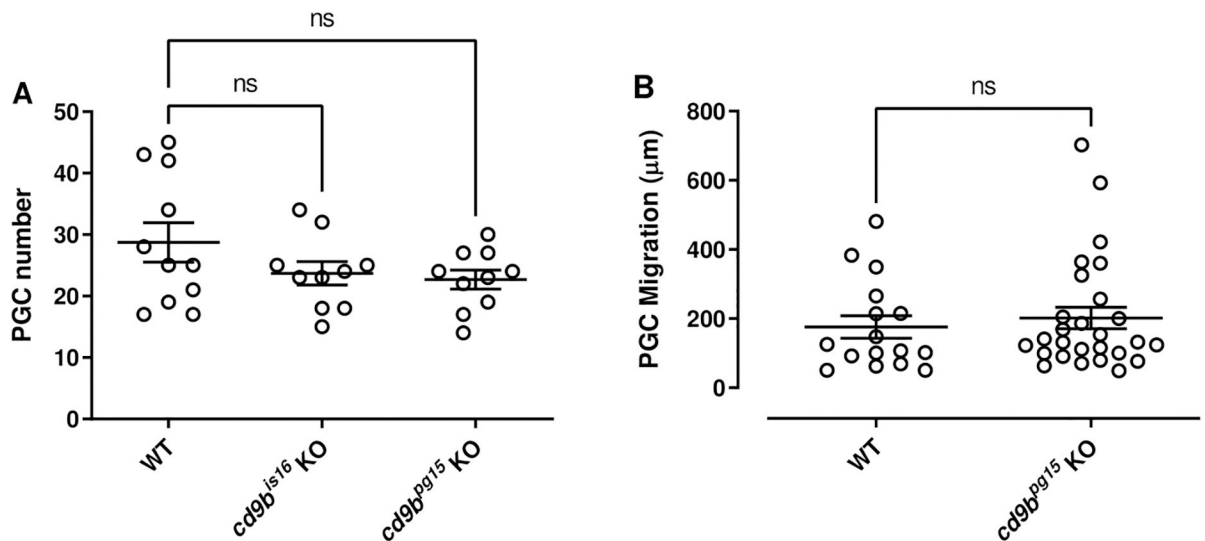 ns
ns
A
50
40
30
20
10
0
PGC number
WT
cd9b^is16 KO
cd9b^pg15 KO
B
ns
800
600
400
200
0
PGC Migration (μm)
WT
cd9b^pg15 KO